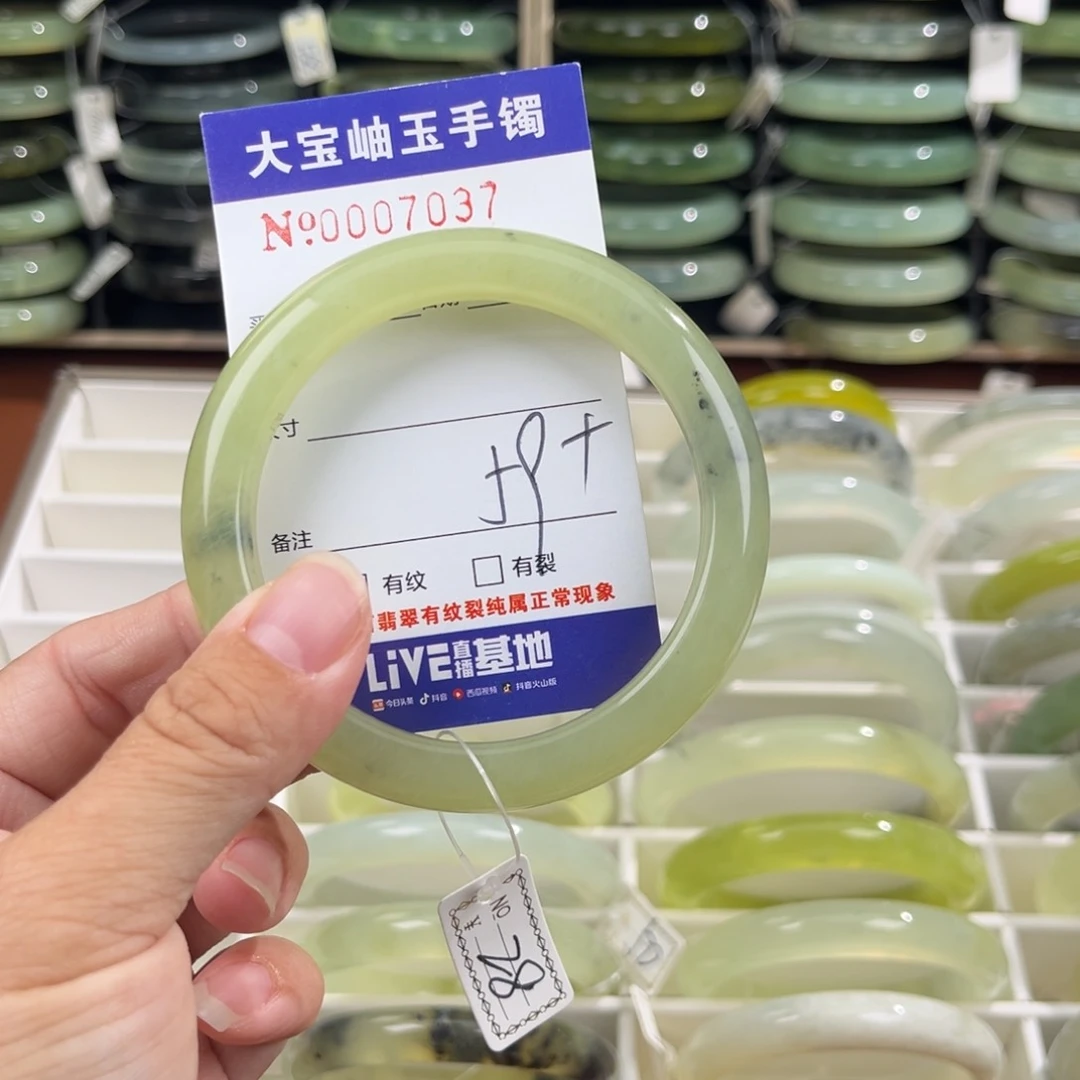 大宝岫玉手镯
№0007037
寸
59+
备注
有纹 有裂
翡翠有纹裂纯属正常现象
LiVE直播基地
今日头条 抖音 西瓜视频 抖音火山版
NO